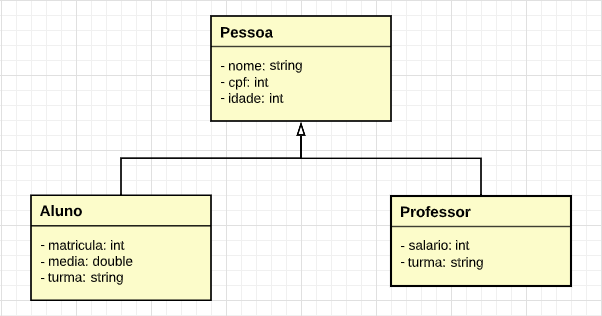 Pessoa
- nome: string
- cpf: int
- idade: int
Aluno
- matricula: int
- media: double
- turma: string
Professor
- salario: int
- turma: string